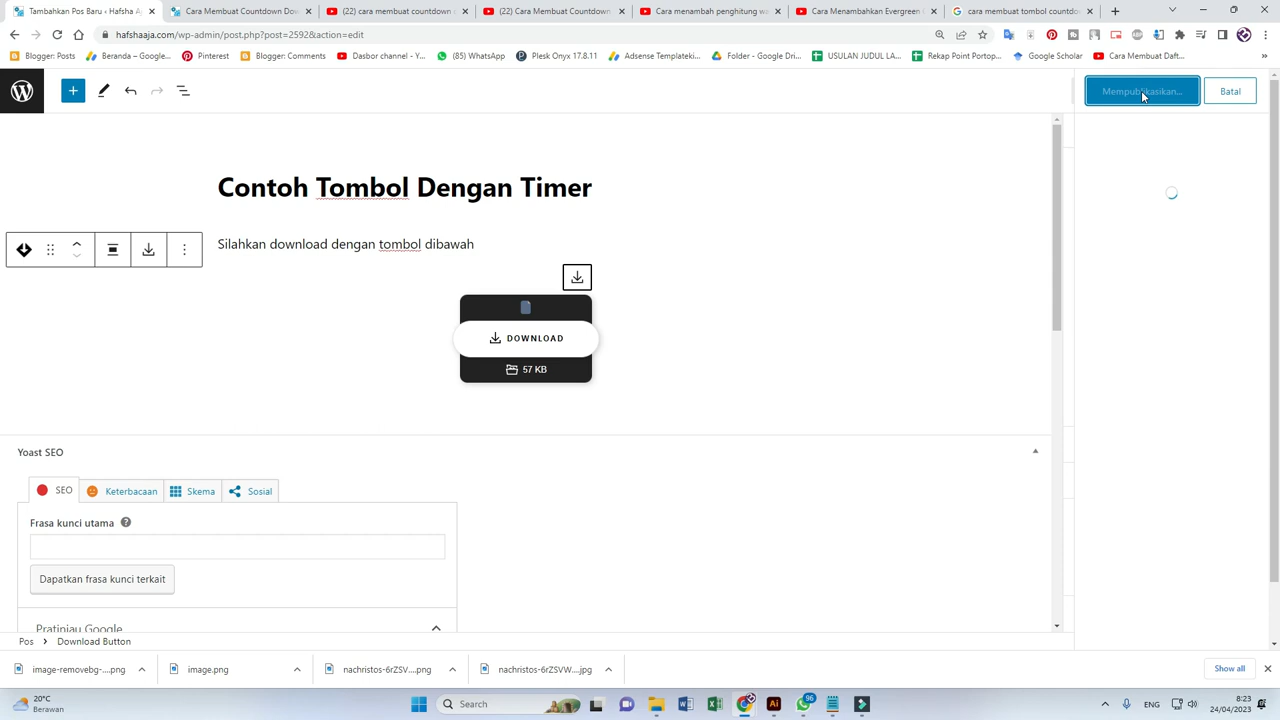 Tambahkan Pos Baru ‹ Hafsha Aj
Cara Membuat Countdown Dow
(22) cara membuat countdown d
(22) Cara Membuat Countdown
Cara menambah penghitung wa
Cara Menambahkan Evergreen
cara membuat tombol countdo
hafshaaja.com/wp-admin/post.php?post=2592&action=edit
Blogger: Posts
Beranda – Google...
Pinterest
Blogger: Comments
Dasbor channel - Y...
(85) WhatsApp
Plesk Onyx 17.8.11
Adsense Templateki...
Folder - Google Dri...
USULAN JUDUL LA...
Rekap Point Portop...
Google Scholar
Cara Membuat Daft...
»
Mempublikasikan...
Batal
Contoh Tombol Dengan Timer
Silahkan download dengan tombol dibawah
DOWNLOAD
57 KB
Yoast SEO
SEO
Keterbacaan
Skema
Sosial
Frasa kunci utama
Dapatkan frasa kunci terkait
Pratinjau Google
Pos
Download Button
image-removebg-....png
image.png
nachristos-6rZSV....png
nachristos-6rZSVW....jpg
Show all
20°C
Berawan
Search
96
ENG
24/04/2023